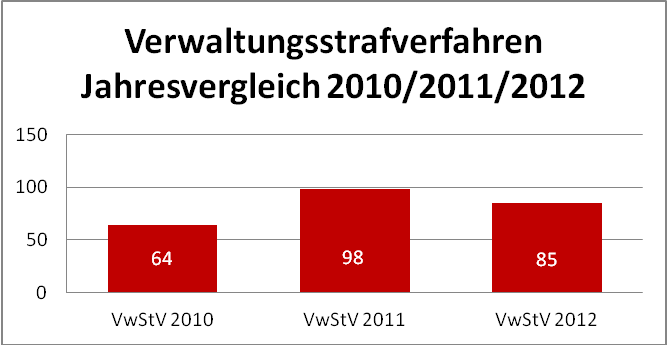 Verwaltungsstrafverfahren
Jahresvergleich 2010/2011/2012
150
100
50
0
64
98
85
VwStV 2010
VwStV 2011
VwStV 2012